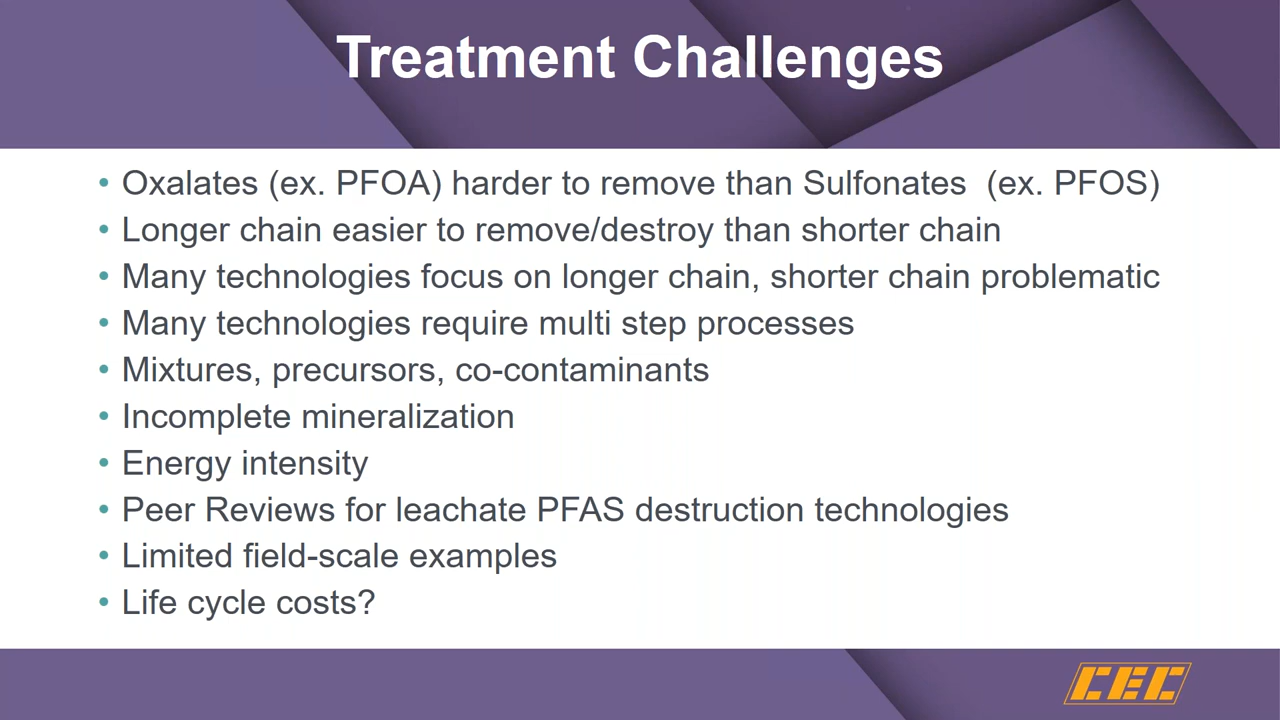 Treatment Challenges
• Oxalates (ex. PFOA) harder to remove than Sulfonates  (ex. PFOS)
• Longer chain easier to remove/destroy than shorter chain
• Many technologies focus on longer chain, shorter chain problematic
• Many technologies require multi step processes
• Mixtures, precursors, co-contaminants
• Incomplete mineralization
• Energy intensity
• Peer Reviews for leachate PFAS destruction technologies
• Limited field-scale examples
• Life cycle costs?
CEC